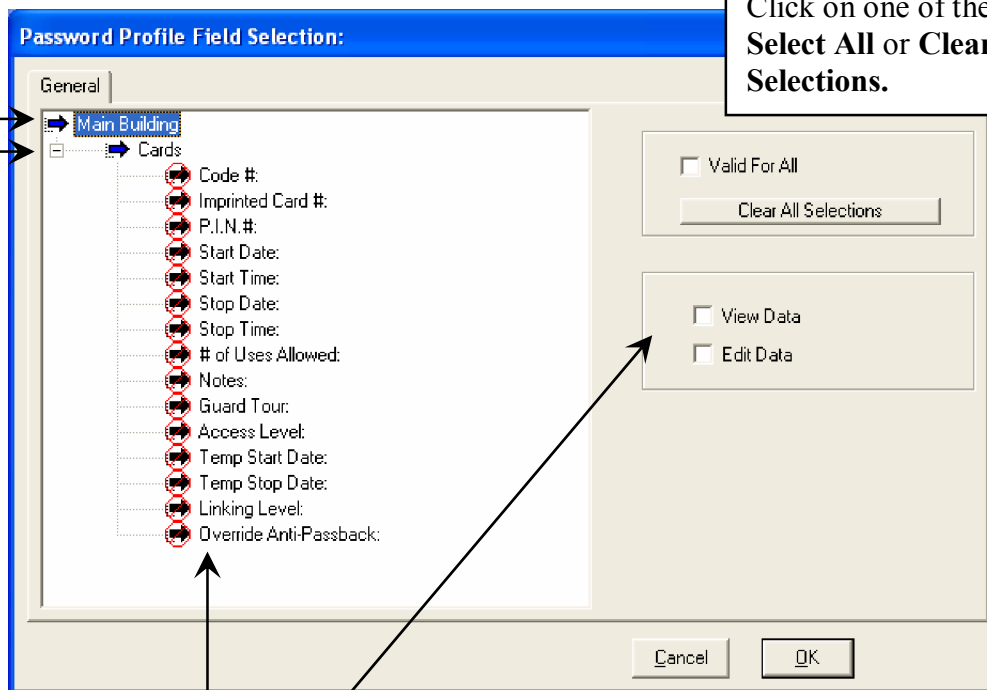 Click on one of the
Select All or Clear
Selections.
Password Profile Field Selection:
General
Main Building
Cards
Code #:
Imprinted Card #:
P.I.N.#:
Start Date:
Start Time:
Stop Date:
Stop Time:
# of Uses Allowed:
Notes:
Guard Tour:
Access Level:
Temp Start Date:
Temp Stop Date:
Linking Level:
Override Anti-Passback:
Valid For All
Clear All Selections
View Data
Edit Data
Cancel
OK